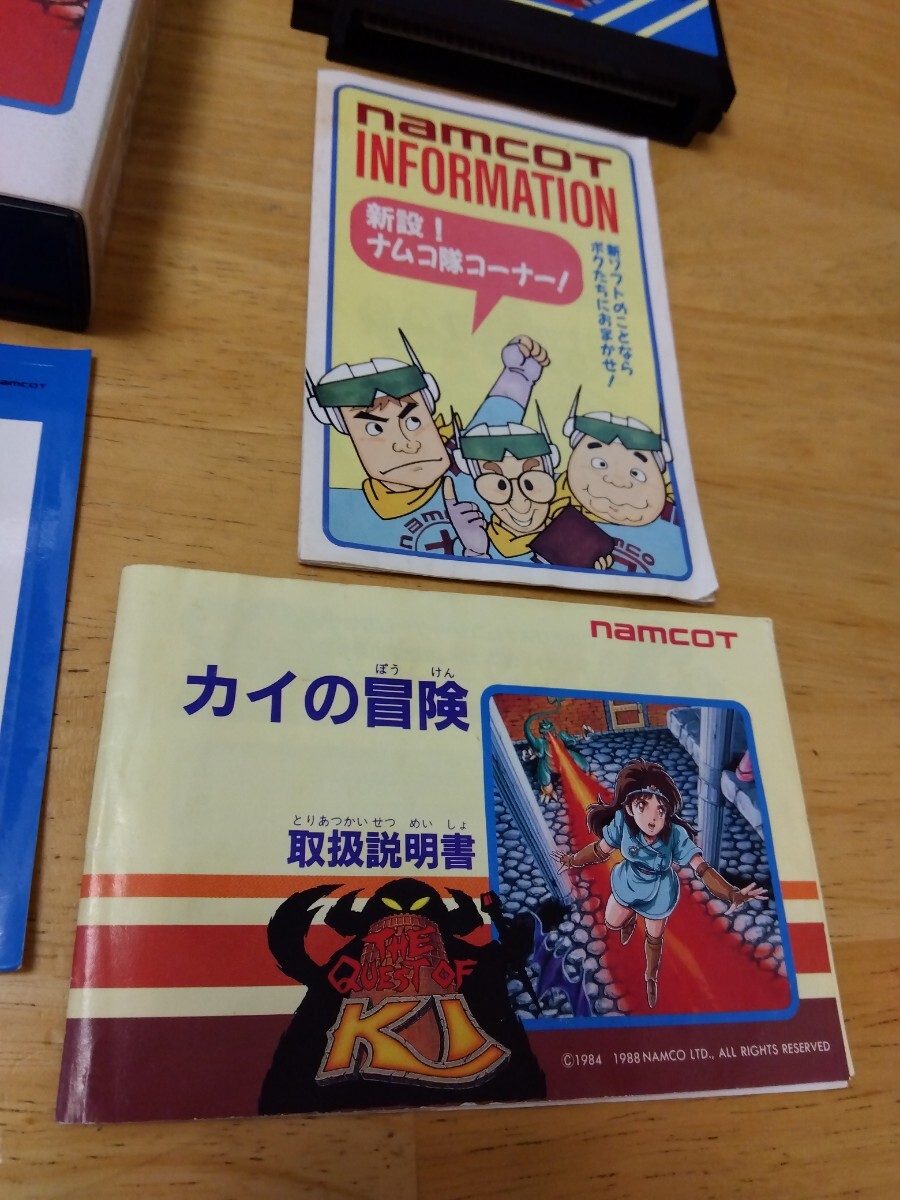 namcoT
INFORMATION
新設！
ナムコ隊コーナー！
新ソフトのことなら
ボクたちにおまかせ！
namcoT
namco
namco
namcoT
カイの冒険
ぼう けん
とりあつかい せつ めい しょ
取扱説明書
THE
QUEST OF
KI
©1984 1988 NAMCO LTD., ALL RIGHTS RESERVED